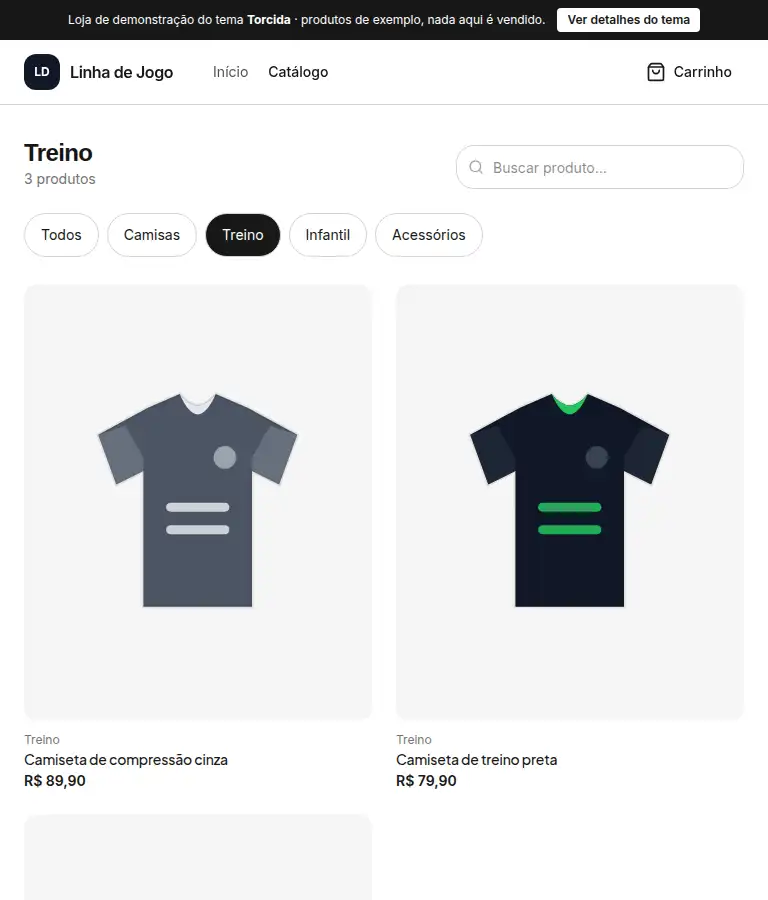 Loja de demonstração do tema Torcida · produtos de exemplo, nada aqui é vendido.
Ver detalhes do tema
LD
Linha de Jogo
Início
Catálogo
Carrinho
Treino
3 produtos
Buscar produto...
Todos
Camisas
Treino
Infantil
Acessórios
Treino
Camiseta de compressão cinza
R$ 89,90
Treino
Camiseta de treino preta
R$ 79,90